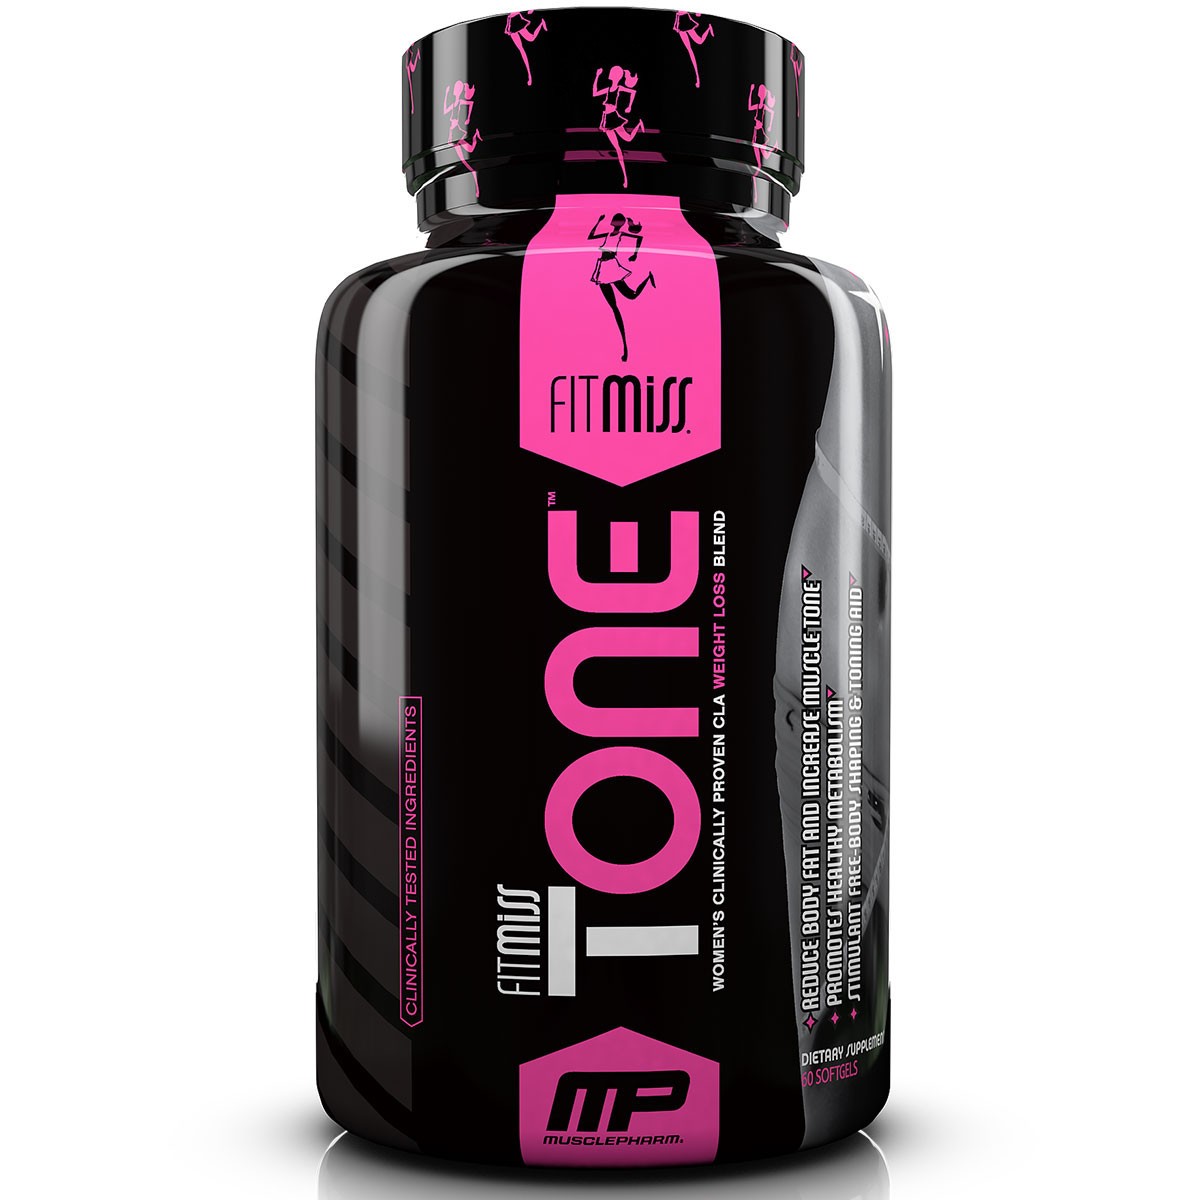 FITMISS®
FITMISS
TONE™
WOMEN'S CLINICALLY PROVEN CLA WEIGHT LOSS BLEND
CLINICALLY TESTED INGREDIENTS
REDUCE BODY FAT AND INCREASE MUSCLE TONE
PROMOTES HEALTHY METABOLISM
STIMULANT FREE-BODY SHAPING & TONING AID
DIETARY SUPPLEMENT
60 SOFTGELS
MP
MUSCLEPHARM®